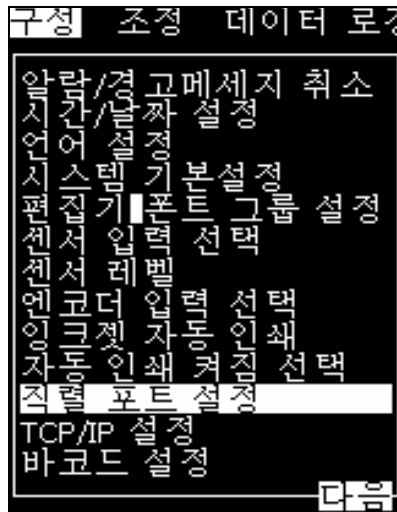 구성 조정 데이터 로
알람/경고메세지 취소
시간/날짜 설정
언어 설정
시스템 기본설정
편집기 폰트 그룹 설정
센서 입력 선택
센서 레벨
엔코더 입력 선택
잉크젯 자동 인쇄
자동 인쇄 켜짐 선택
직렬 포트 설정
TCP/IP 설정
바코드 설정
다음